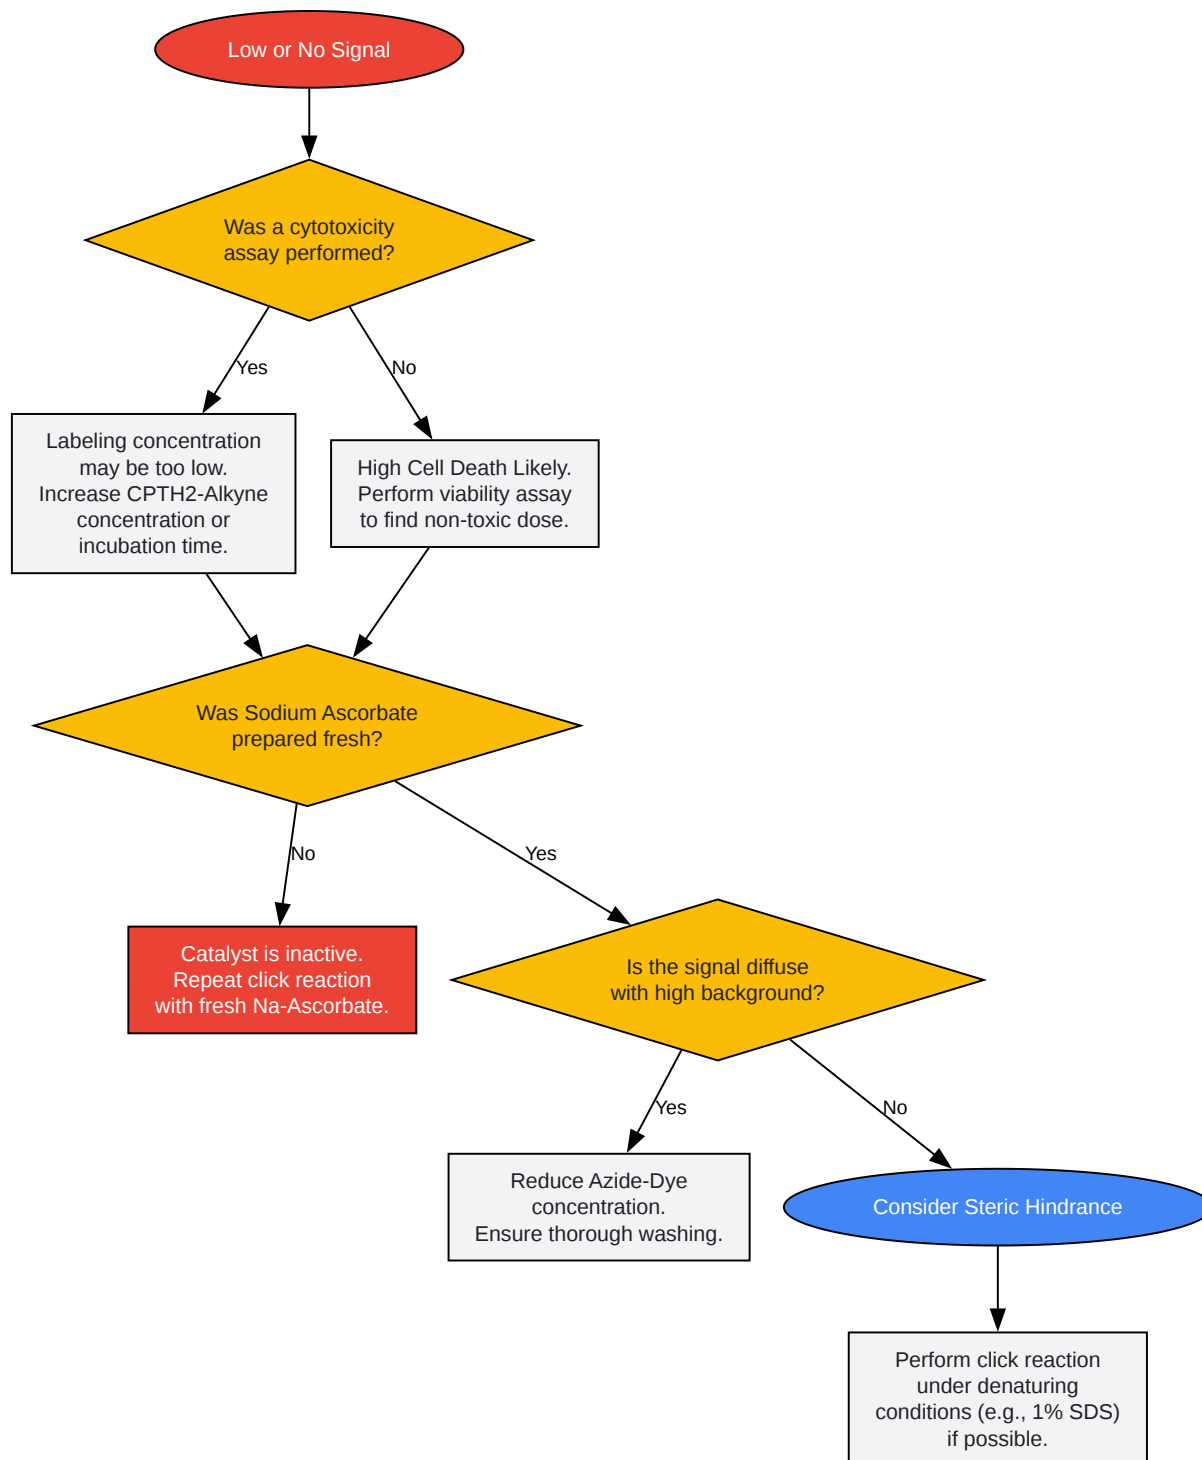 Low or No Signal
Was a cytotoxicity
assay performed?
Yes
No
Labeling concentration
may be too low.
Increase CPTH2-Alkyne
concentration or
incubation time.
High Cell Death Likely.
Perform viability assay
to find non-toxic dose.
Was Sodium Ascorbate
prepared fresh?
No
Yes
Catalyst is inactive.
Repeat click reaction
with fresh Na-Ascorbate.
Is the signal diffuse
with high background?
Yes
No
Reduce Azide-Dye
concentration.
Ensure thorough washing.
Consider Steric Hindrance
Perform click reaction
under denaturing
conditions (e.g., 1% SDS)
if possible.